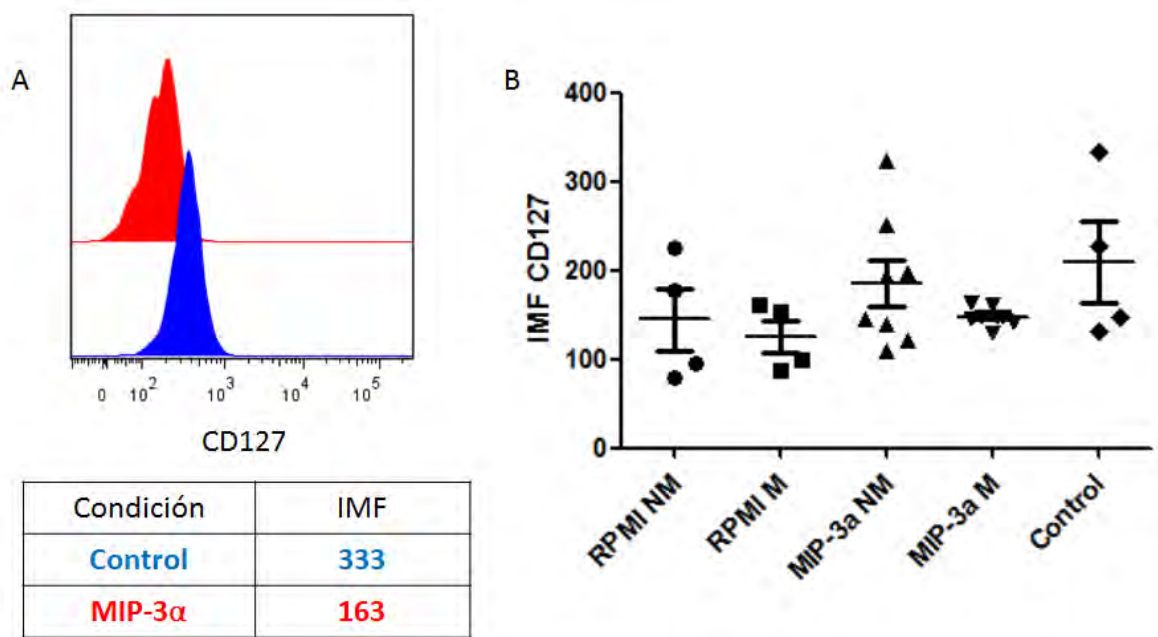 A
0 10^2 10^3 10^4 10^5
CD127
Condición IMF
Control 333
MIP-3α 163
B
IMF CD127
400
300
200
100
0
RPMI NM
RPMI M
MIP-3a NM
MIP-3a M
Control